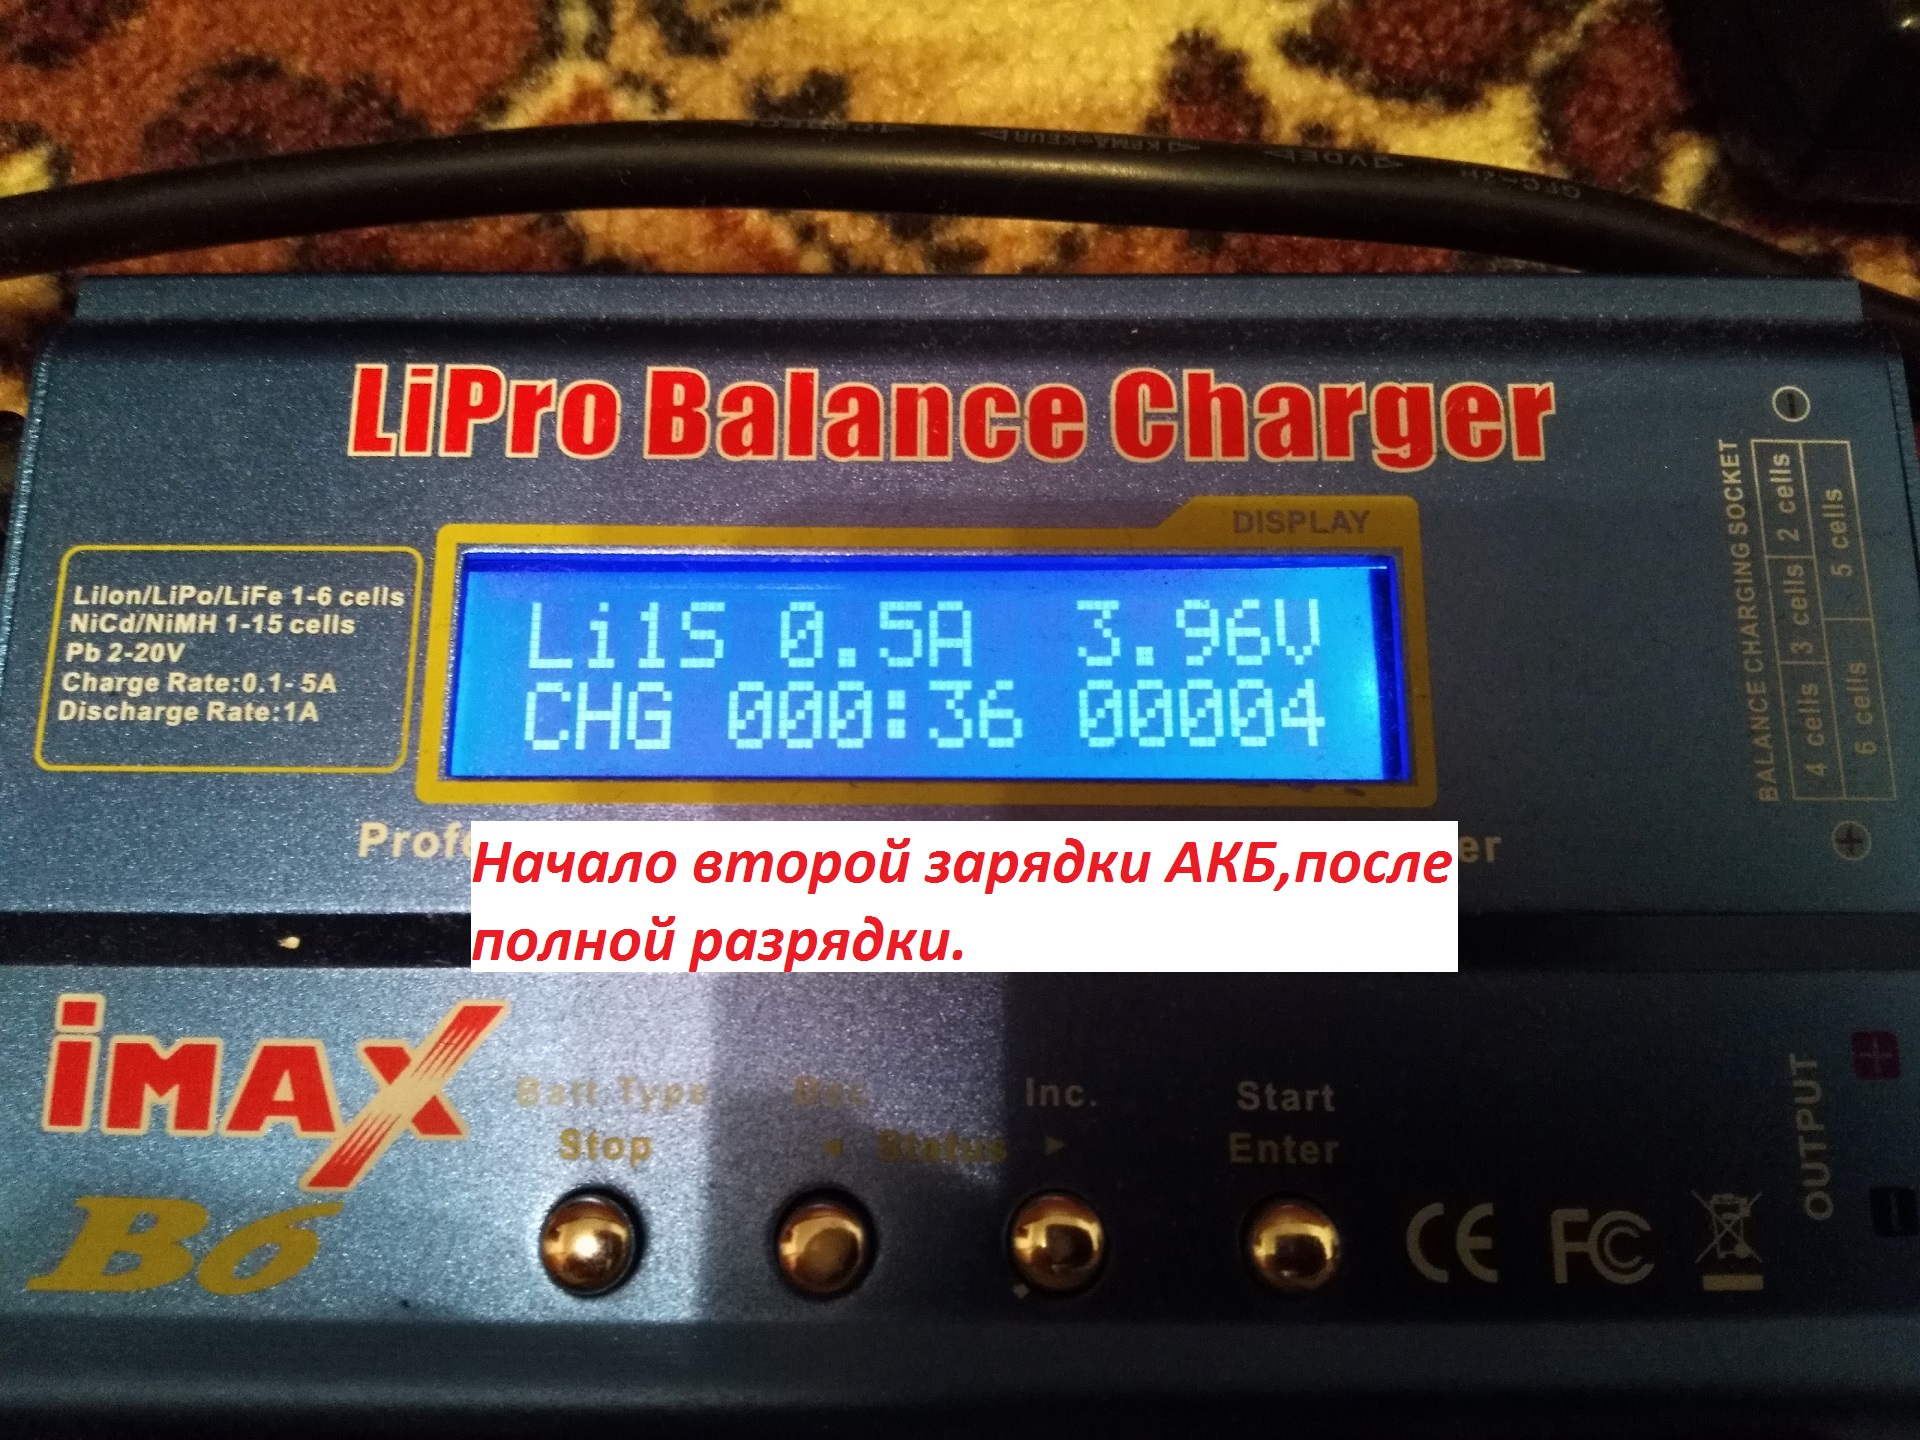 LiPro Balance Charger
DISPLAY
LiIon/LiPo/LiFe 1-6 cells
NiCd/NiMH 1-15 cells
Pb 2-20V
Charge Rate:0.1- 5A
Discharge Rate:1A
Li1S 0.5A 3.96V
CHG 000:36 00004
BALANCE CHARGING SOCKET
2 cells
3 cells
4 cells
5 cells
6 cells
Начало второй зарядки АКБ,после
полной разрядки.
iMAX
B6
Batt Type
Stop
Dec.
Inc.
Status
Start
Enter
CE FC
OUTPUT
+
-